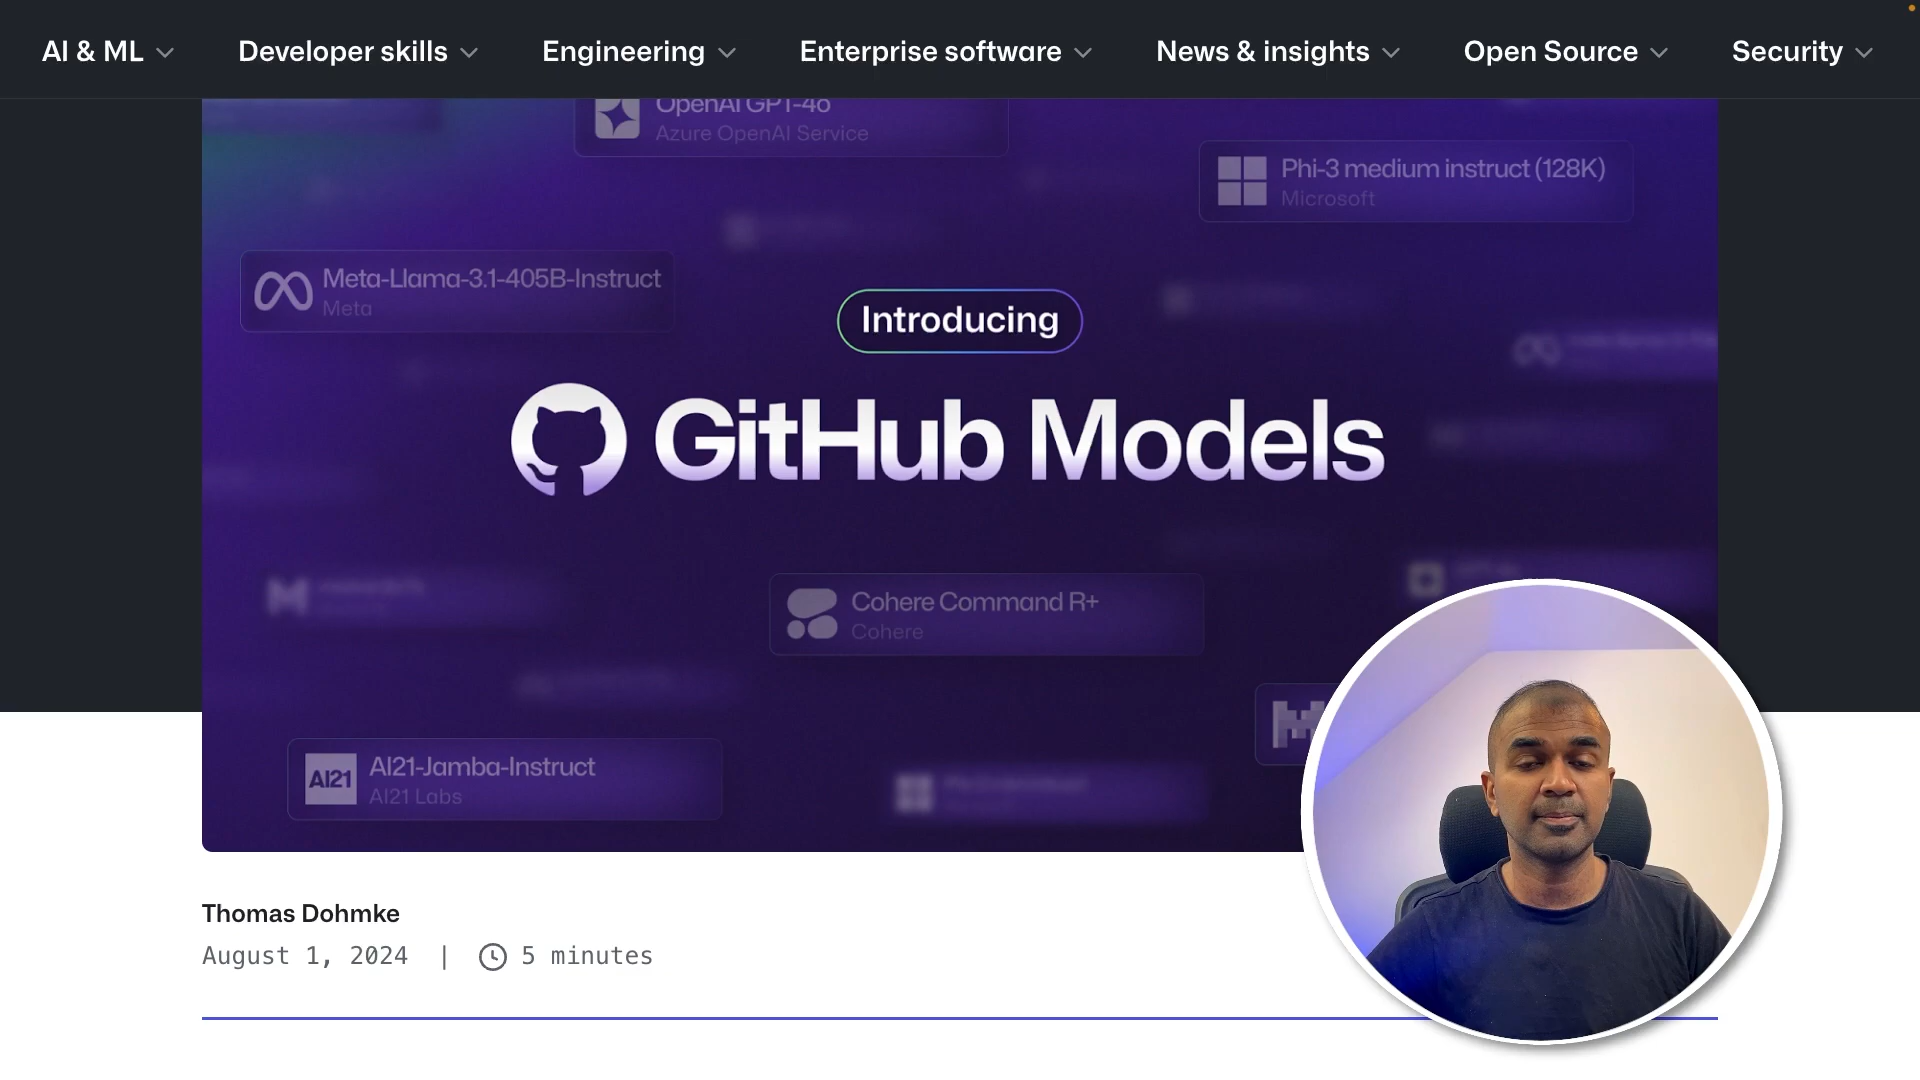 AI & ML
Developer skills
Engineering
Enterprise software
News & insights
Open Source
Security
OpenAI GPT-4o
Azure OpenAI Service
Phi-3 medium instruct (128K)
Microsoft
Meta-Llama-3.1-405B-Instruct
Meta
Introducing
GitHub Models
Cohere Command R+
Cohere
AI21
AI21-Jamba-Instruct
AI21 Labs
Thomas Dohmke
August 1, 2024 | 5 minutes